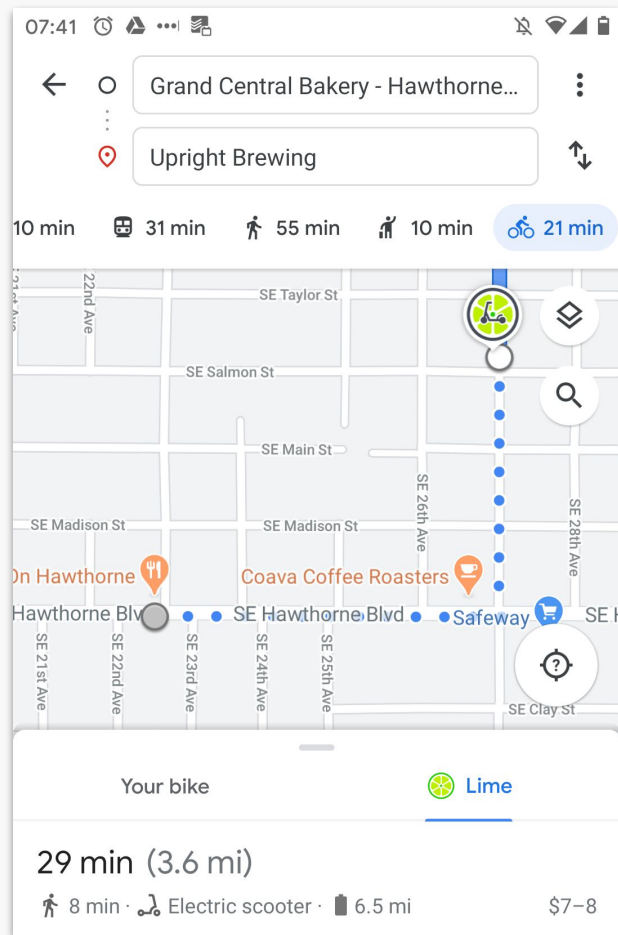 07:41
Grand Central Bakery - Hawthorne...
Upright Brewing
10 min 31 min 55 min 10 min 21 min
21st Ave
22nd Ave
SE Taylor St
SE Salmon St
SE Main St
SE 26th Ave
SE 28th Ave
SE Madison St
SE Madison St
On Hawthorne
Coava Coffee Roasters
Hawthorne Blv
SE Hawthorne Blvd
Safeway
SE H
SE 21st Ave
SE 22nd Ave
SE 23rd Ave
SE 24th Ave
SE 25th Ave
?
SE Clay St
Your bike Lime
29 min (3.6 mi)
8 min · Electric scooter · 6.5 mi $7–8